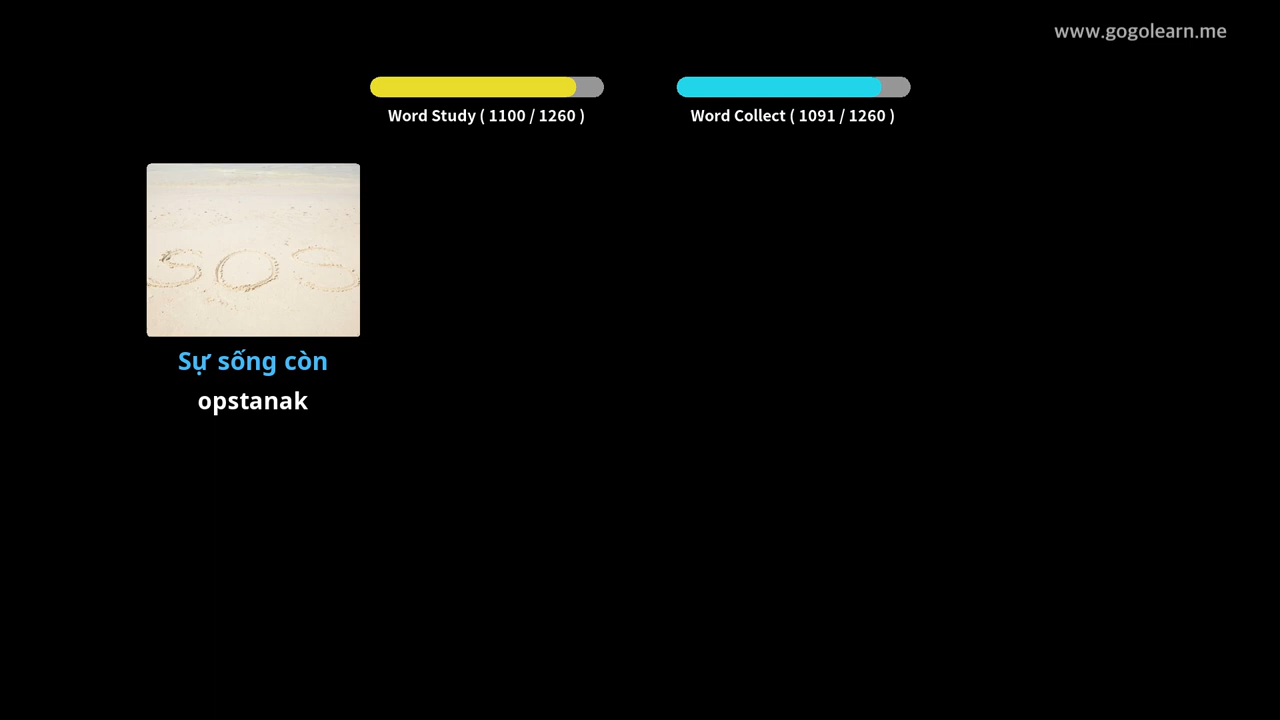 www.gogolearn.me
Word Study ( 1100 / 1260 )
Word Collect ( 1091 / 1260 )
SOS
Sự sống còn
opstanak